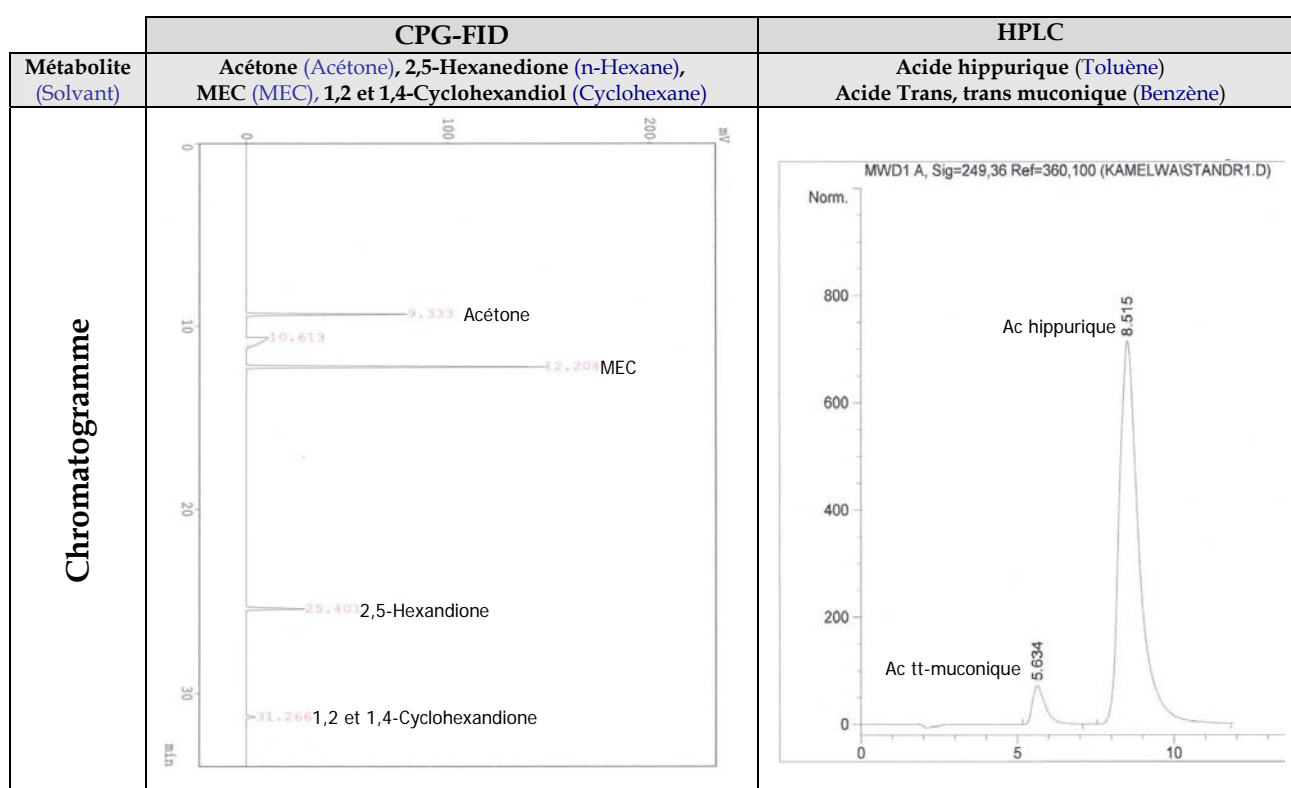 CPG-FID
HPLC
Métabolite
(Solvant)
Acétone (Acétone), 2,5-Hexanedione (n-Hexane),
MEC (MEC), 1,2 et 1,4-Cyclohexandiol (Cyclohexane)
Acide hippurique (Toluène)
Acide Trans, trans muconique (Benzène)
Chromatogramme
0
100
200
mV
0
10
20
30
min
9.333 Acétone
10.613
12.204 MEC
25.401 2,5-Hexandione
31.266 1,2 et 1,4-Cyclohexandione
MWD1 A, Sig=249,36 Ref=360,100 (KAMELWA\STANDR1.D)
Norm.
800
600
400
200
0
0
5
10
Ac hippurique
8.515
Ac tt-muconique
5.634